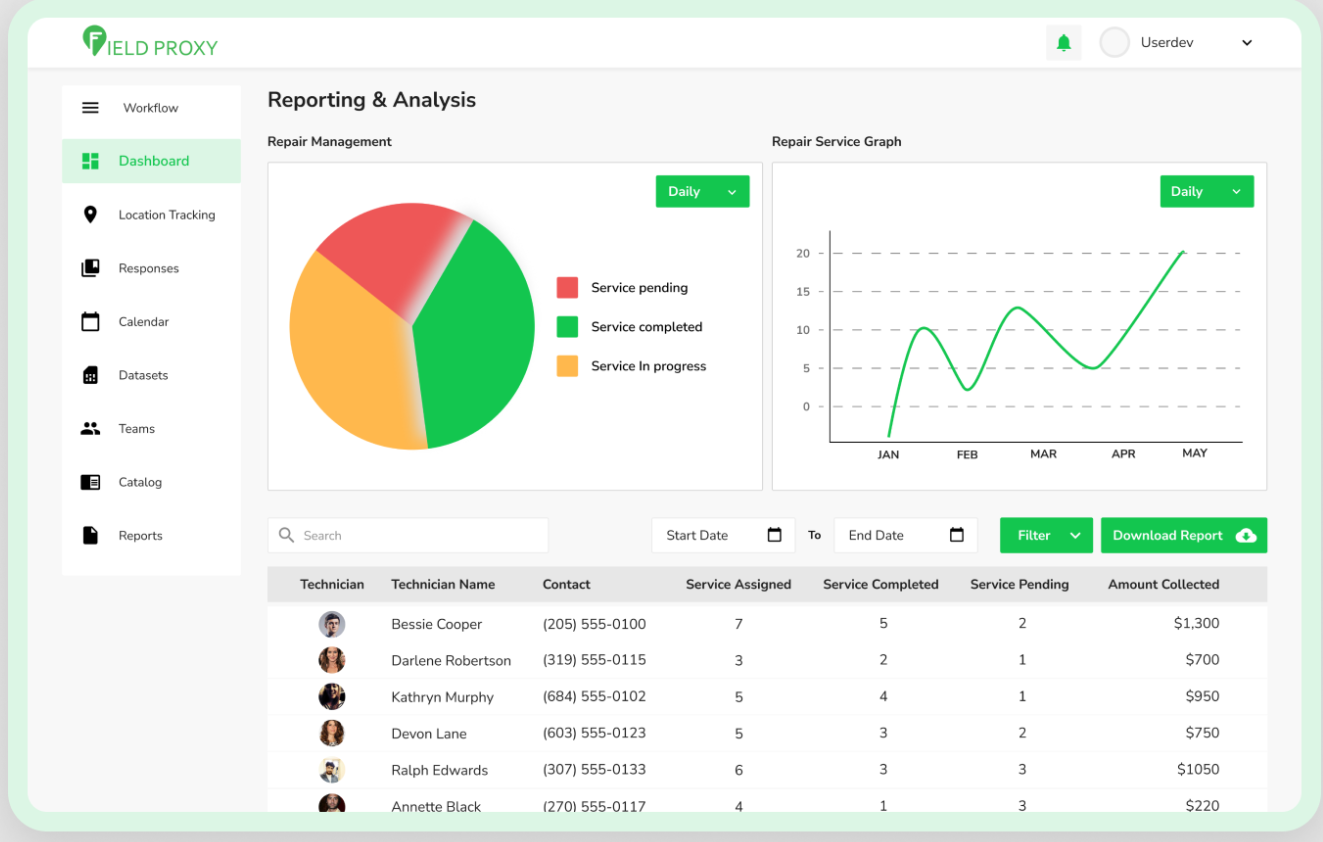 FIELD PROXY
Userdev
Workflow
Dashboard
Location Tracking
Responses
Calendar
Datasets
Teams
Catalog
Reports
Reporting & Analysis
Repair Management
Daily
Service pending
Service completed
Service In progress
Repair Service Graph
Daily
20
15
10
5
0
JAN FEB MAR APR MAY
Search
Start Date To End Date Filter Download Report
Technician Technician Name Contact Service Assigned Service Completed Service Pending Amount Collected
Bessie Cooper (205) 555-0100 7 5 2 $1,300
Darlene Robertson (319) 555-0115 3 2 1 $700
Kathryn Murphy (684) 555-0102 5 4 1 $950
Devon Lane (603) 555-0123 5 3 2 $750
Ralph Edwards (307) 555-0133 6 3 3 $1050
Annette Black (270) 555-0117 4 1 3 $220